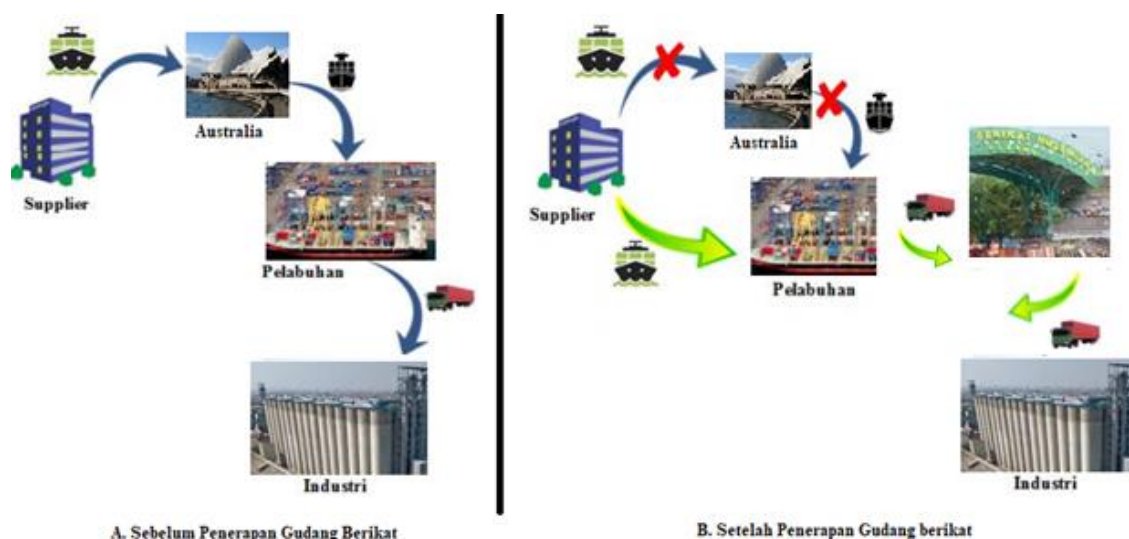 Australia
Supplier
Pelabuhan
Industri
A. Sebelum Penerapan Gudang Berikat
Australia
Supplier
Pelabuhan
Industri
B. Setelah Penerapan Gudang berikat